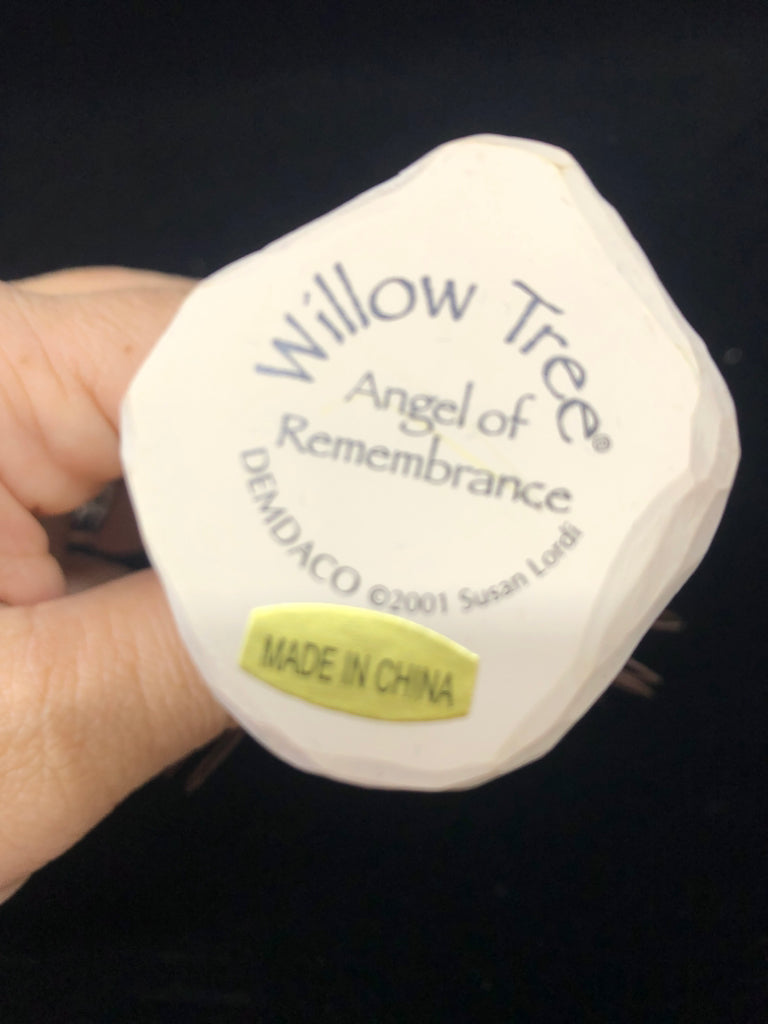 Willow Tree®
Angel of
Remembrance
DEMDACO ©2001 Susan Lordi
MADE IN CHINA